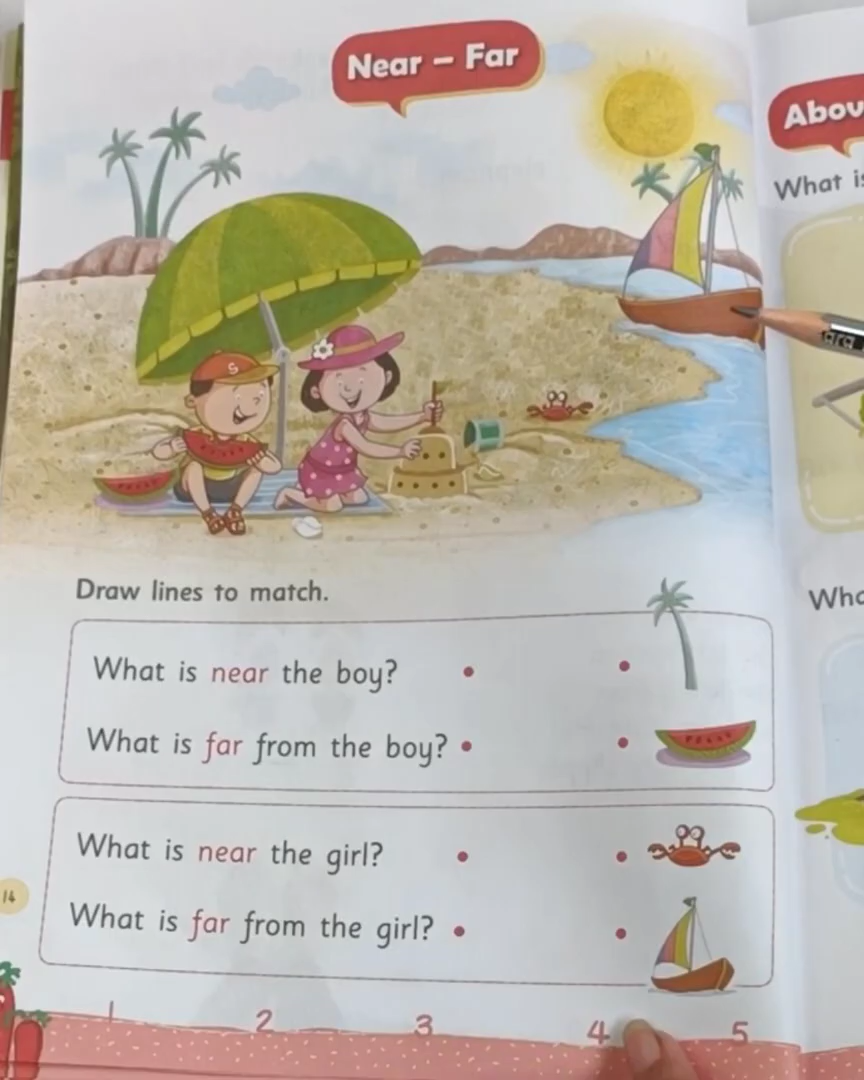 Near – Far
Abov
What is
S
Draw lines to match.
What is near the boy?
What is far from the boy?
What is near the girl?
What is far from the girl?
14
1 2 3 4 5